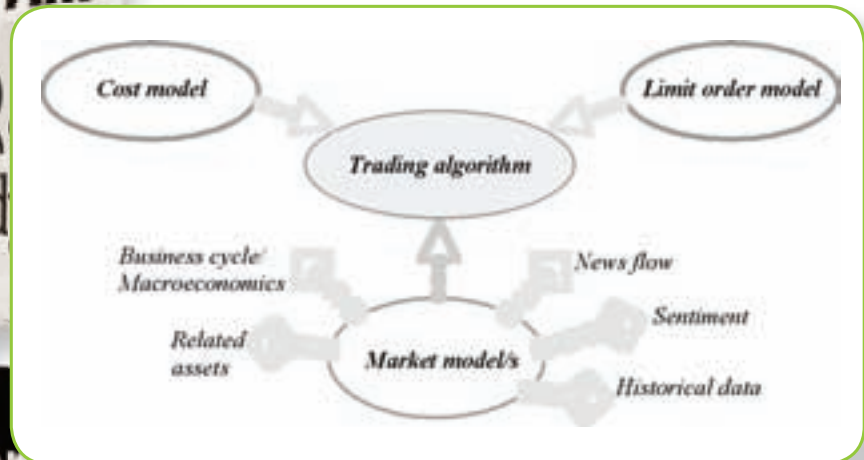 Cost model
Limit order model
Trading algorithm
Business cycle/
Macroeconomics
News flow
Related
assets
Sentiment
Market model/s
Historical data